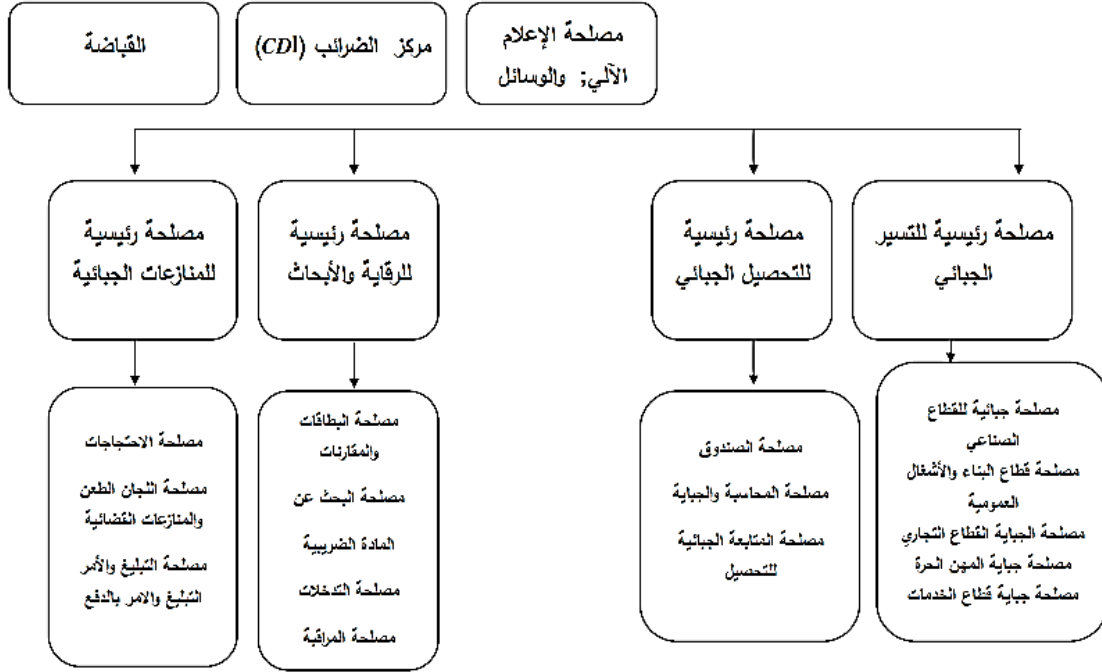 مصلحة الإعلام
الآلي; والوسائل
مركز الضرائب (CDI)
القباضة
مصلحة رئيسية للتسير
الجبائي
مصلحة رئيسية
للتحصيل الجبائي
مصلحة رئيسية
للرقاية والأبحاث
مصلحة رئيسية
للمنازعات الجبائية
مصلحة جبائية للقطاع
الصناعي
مصلحة قطاع البناء والأشغال
العمومية
مصلحة الجباية القطاع التجاري
مصلحة جباية المهن الحرة
مصلحة جباية قطاع الخدمات
مصلحة الصندوق
مصلحة المحاسبة والجباية
مصلحة المتابعة الجبائية
للتحصيل
مصلحة البطاقات
والمقارنات
مصلحة البحث عن
المادة الضريبية
مصلحة التدخلات
مصلحة المراقبة
مصلحة الاحتجاجات
مصلحة اللجان الطعن
والمنازعات القضائية
مصلحة التبليغ والأمر
التبليغ والامر بالدفع